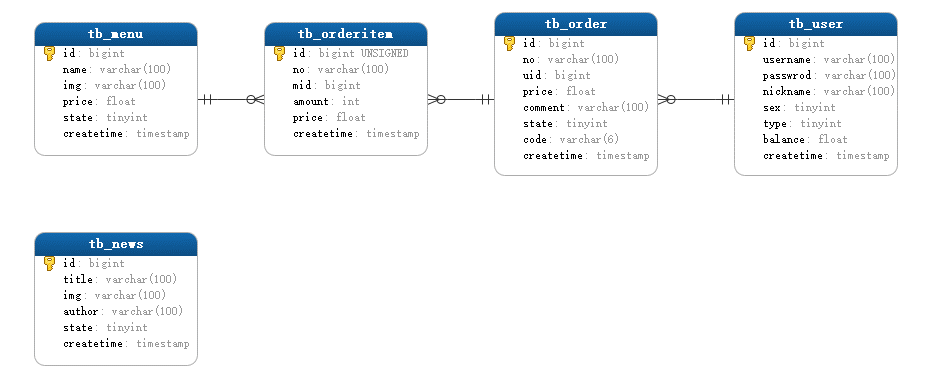 tb_menu
id: bigint
name: varchar(100)
img: varchar(100)
price: float
state: tinyint
createtime: timestamp
tb_orderitem
id: bigint UNSIGNED
no: varchar(100)
mid: bigint
amount: int
price: float
createtime: timestamp
tb_order
id: bigint
no: varchar(100)
uid: bigint
price: float
comment: varchar(100)
state: tinyint
code: varchar(6)
createtime: timestamp
tb_user
id: bigint
username: varchar(100)
passwrod: varchar(100)
nickname: varchar(100)
sex: tinyint
type: tinyint
balance: float
createtime: timestamp
tb_news
id: bigint
title: varchar(100)
img: varchar(100)
author: varchar(100)
state: tinyint
createtime: timestamp